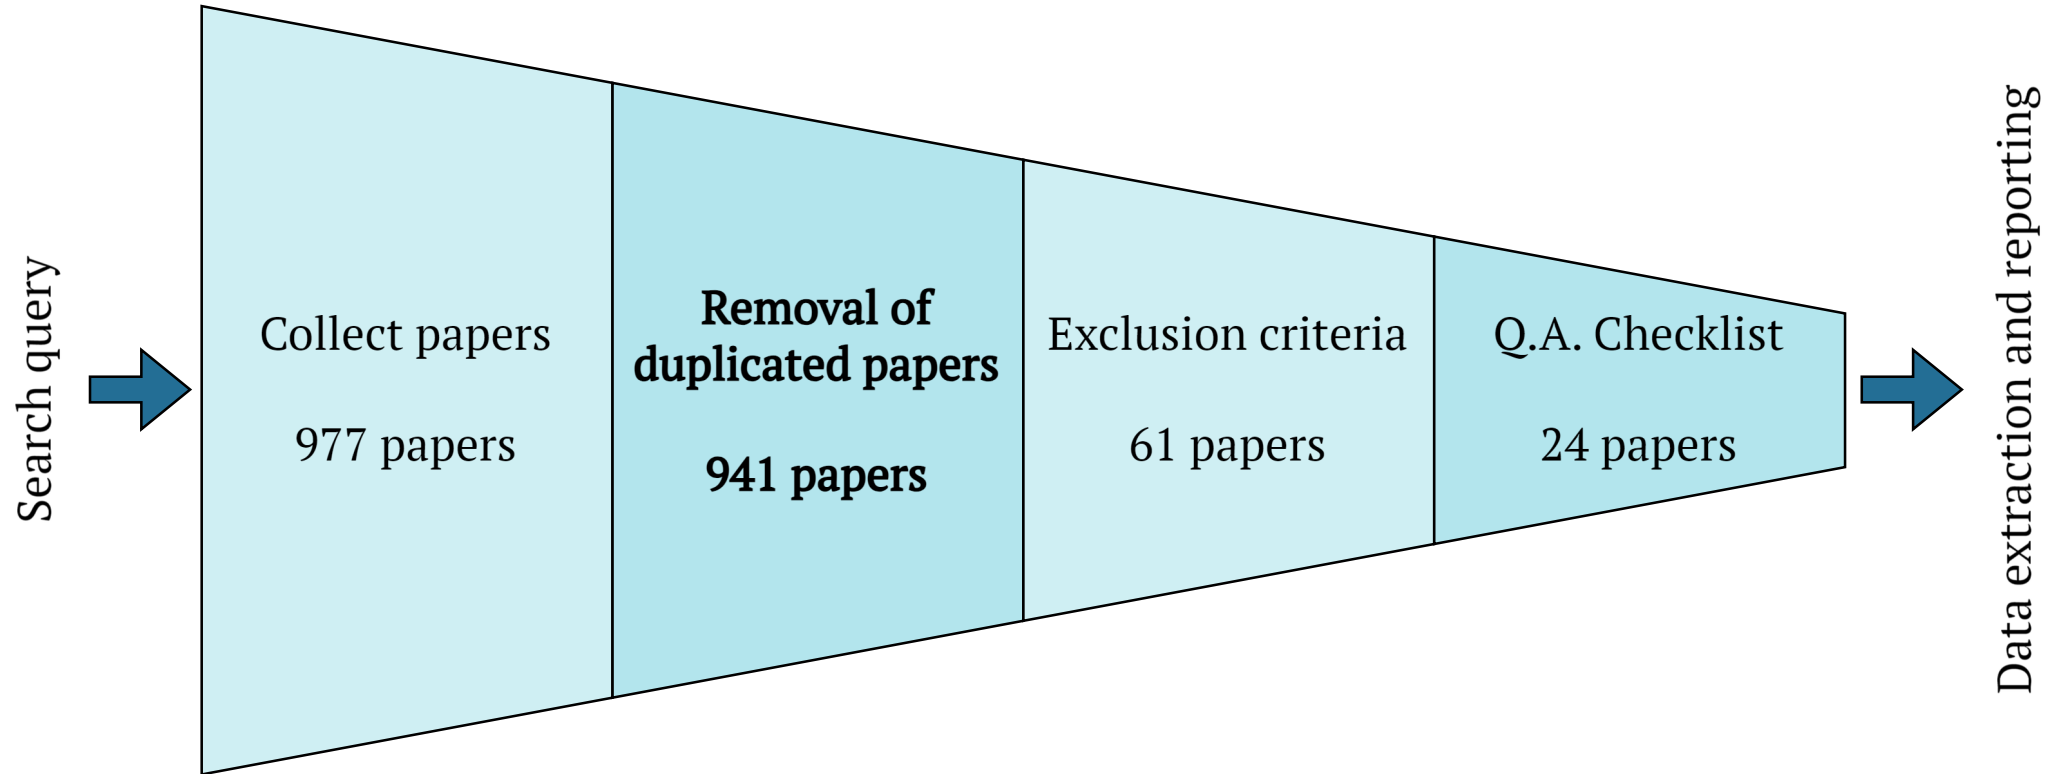 Search query
Collect papers
977 papers
Removal of
duplicated papers
941 papers
Exclusion criteria
61 papers
Q.A. Checklist
24 papers
Data extraction and reporting